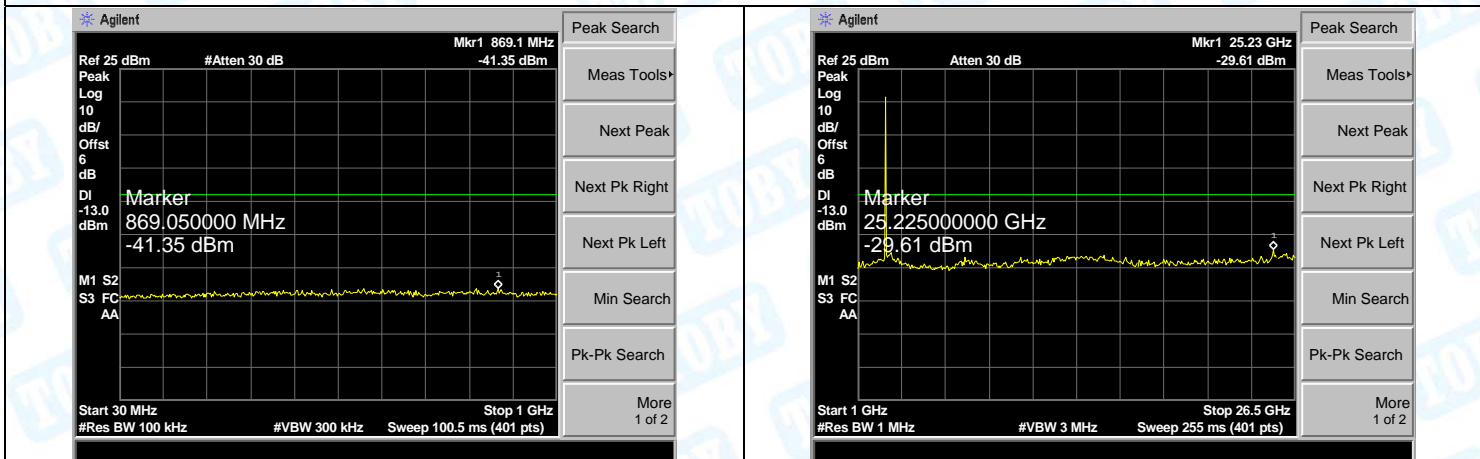 Agilent
Mkr1 869.1 MHz
Ref 25 dBm #Atten 30 dB -41.35 dBm
Peak
Log
10
dB/
Offst
6
dB
DI
-13.0
dBm
Marker
869.050000 MHz
-41.35 dBm
1
M1 S2
S3 FC
AA
Start 30 MHz Stop 1 GHz
#Res BW 100 kHz #VBW 300 kHz Sweep 100.5 ms (401 pts)
Peak Search
Meas Tools
Next Peak
Next Pk Right
Next Pk Left
Min Search
Pk-Pk Search
More
1 of 2
Agilent
Mkr1 25.23 GHz
Ref 25 dBm Atten 30 dB -29.61 dBm
Peak
Log
10
dB/
Offst
6
dB
DI
-13.0
dBm
Marker
25.225000000 GHz
-29.61 dBm
1
M1 S2
S3 FC
AA
Start 1 GHz Stop 26.5 GHz
#Res BW 1 MHz #VBW 3 MHz Sweep 255 ms (401 pts)
Peak Search
Meas Tools
Next Peak
Next Pk Right
Next Pk Left
Min Search
Pk-Pk Search
More
1 of 2
TOBY
TOBY
TOBY